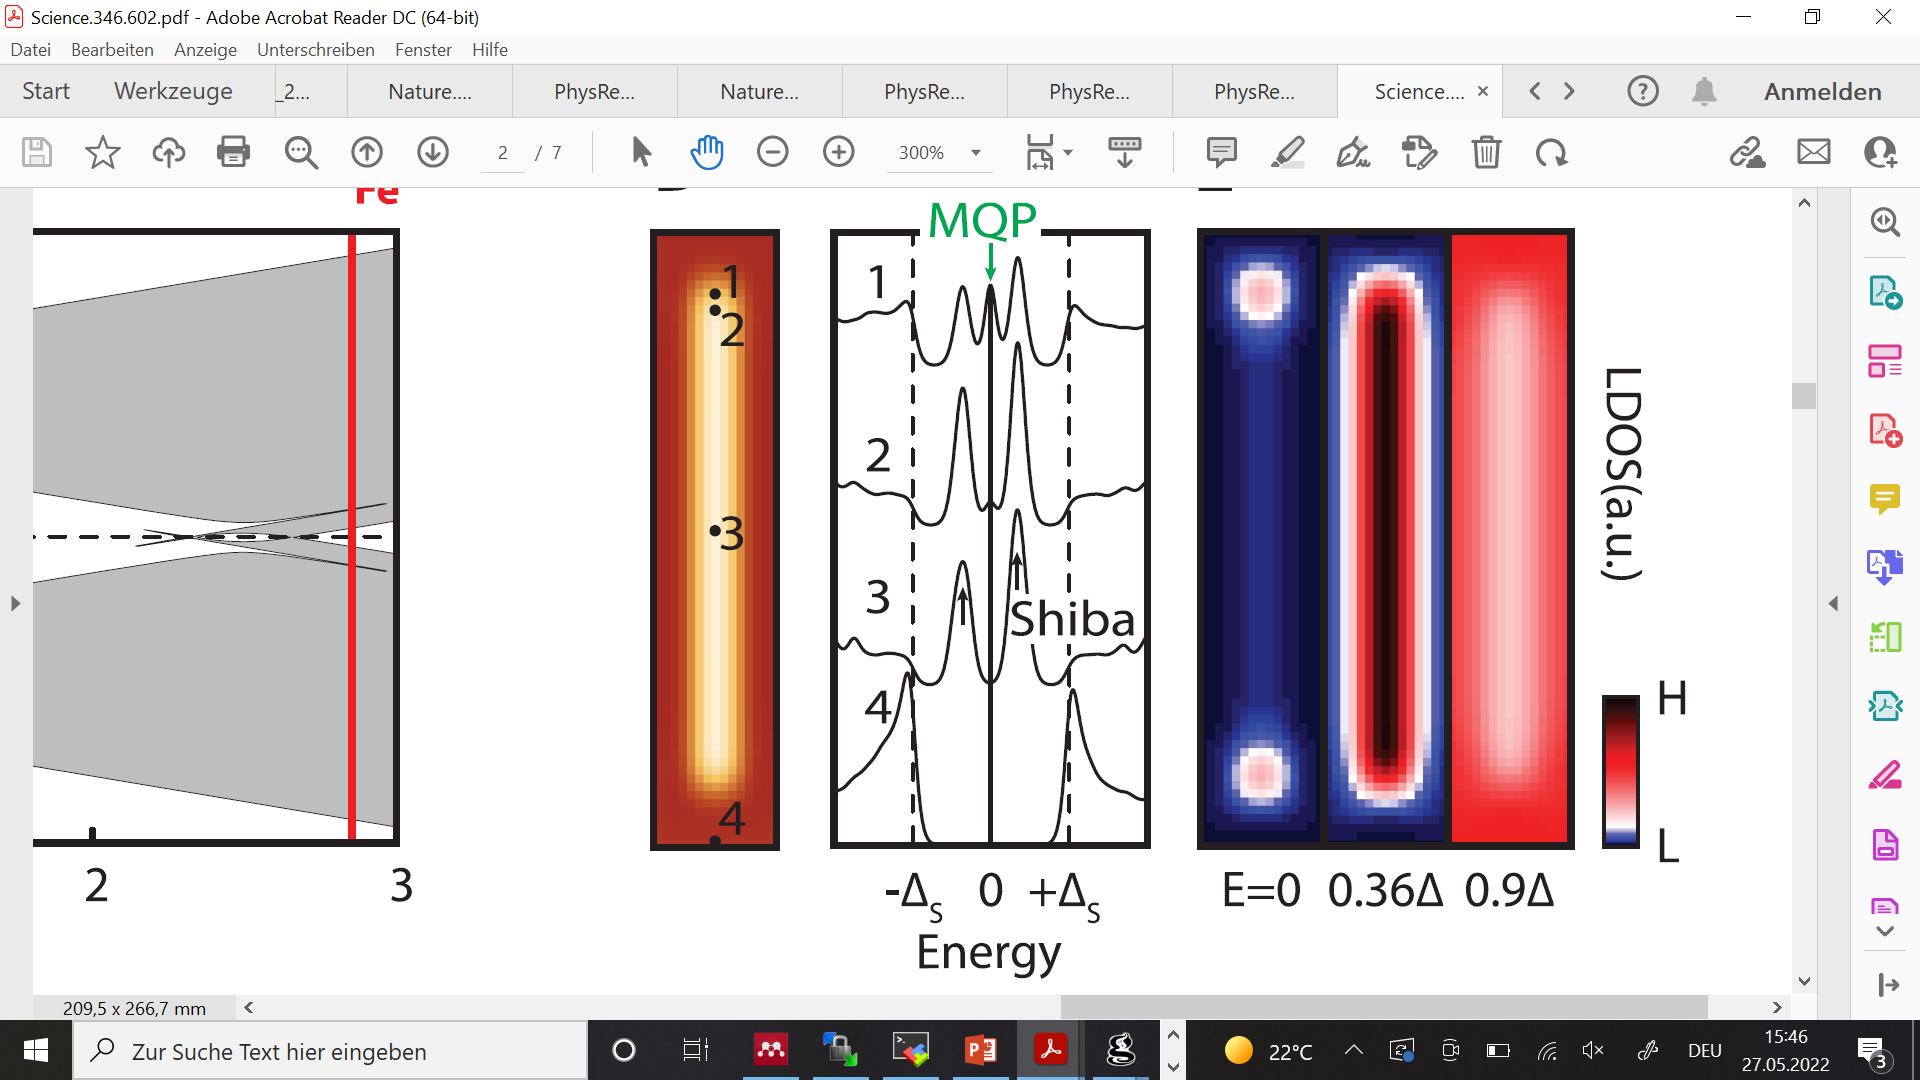 Science.346.602.pdf - Adobe Acrobat Reader DC (64-bit)
Datei Bearbeiten Anzeige Unterschreiben Fenster Hilfe
Start Werkzeuge _2... Nature.... PhysRe... Nature... PhysRe... PhysRe... PhysRe... Science.... Anmelden
2 / 7 300%
Fe
MQP
1
2
3
4
1
2
3
Shiba
4
LDOS(a.u.)
H
L
2 3
-Δs 0 +Δs
Energy
E=0 0.36Δ 0.9Δ
209,5 x 266,7 mm
Zur Suche Text hier eingeben
22°C
DEU
15:46
27.05.2022
3